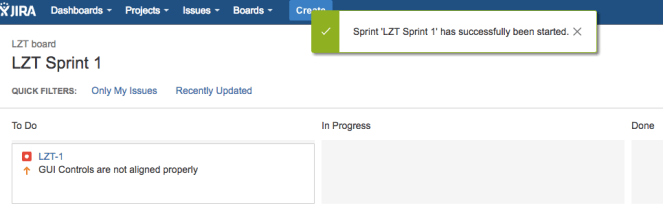 JIRA Dashboards Projects Issues Boards Create
Sprint 'LZT Sprint 1' has successfully been started.
LZT board
LZT Sprint 1
QUICK FILTERS: Only My Issues Recently Updated
To Do In Progress Done
LZT-1
GUI Controls are not aligned properly